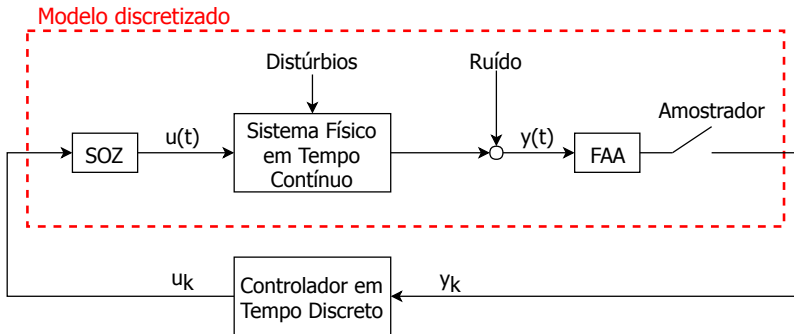 Modelo discretizado
Distúrbios
Ruído
Amostrador
SOZ
u(t)
Sistema Físico
em Tempo
Contínuo
y(t)
FAA
uk
Controlador em
Tempo Discreto
yk